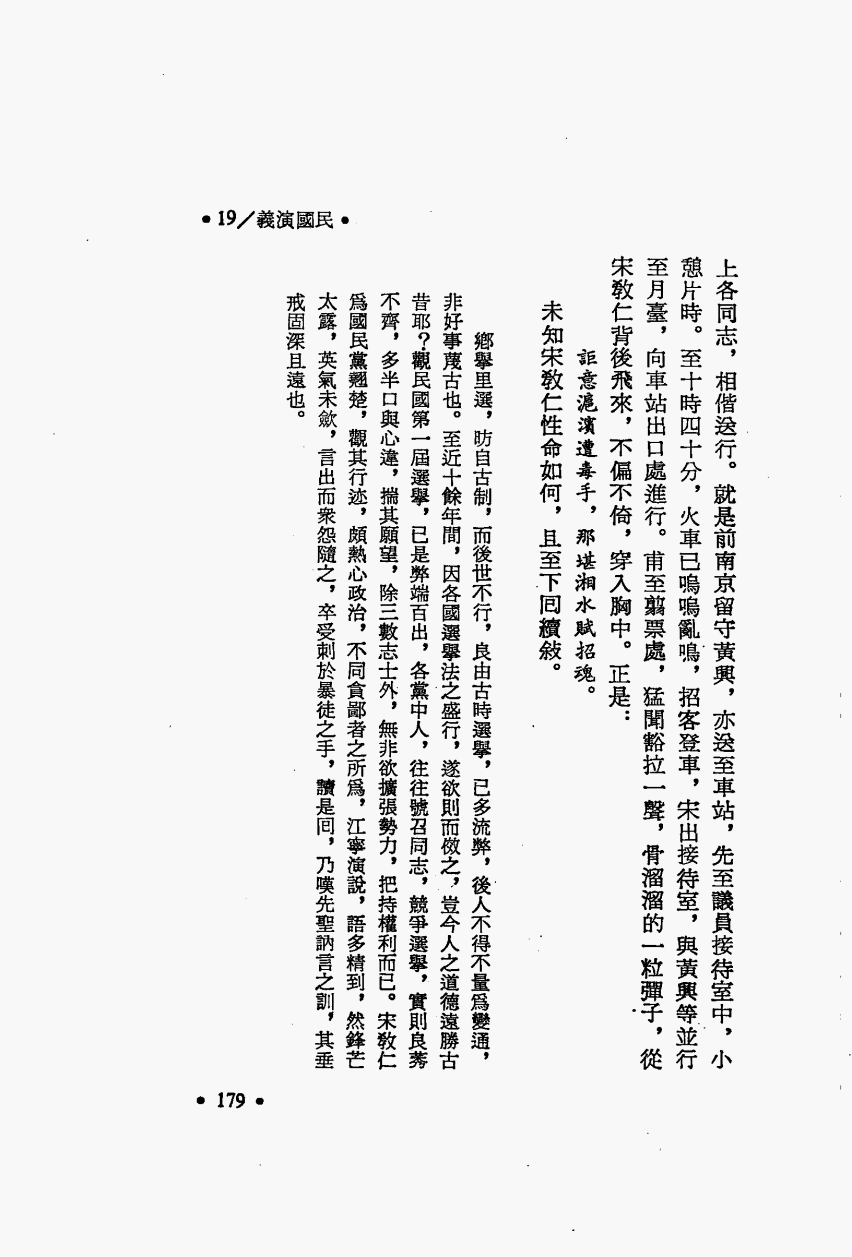 •19/義演國民•
上各同志，相偕送行。就是前南京留守黃興，亦送至車站，先至議員接待室中，小
憩片時。至十時四十分，火車已嗚嗚亂鳴，招客登車，宋出接待室，與黃興等並行
至月臺，向車站出口處進行。甫至翦票處，猛聞豁拉一聲，骨溜溜的一粒彈子，從
宋敎仁背後飛來，不偏不倚，穿入胸中。正是：
詎意滬濱遭毒手，那堪湘水賦招魂。
未知宋敎仁性命如何，且至下囘續敍。
鄉舉里選，昉自古制，而後世不行，良由古時選舉，已多流弊，後人不得不量爲變通，
非好事蔑古也。至近十餘年間，因各國選舉法之盛行，遂欲則而傚之，豈今人之道德遠勝古
昔耶？觀民國第一屆選舉，已是弊端百出，各黨中人，往往號召同志，競爭選舉，實則良莠
不齊，多半口與心違，揣其願望，除三數志士外，無非欲擴張勢力，把持權利而已。宋敎仁
爲國民黨翹楚，觀其行迹，頗熱心政治，不同貪鄙者之所爲，江寧演說，語多精到，然鋒芒
太露，英氣未歛，言出而衆怨隨之，卒受刺於暴徒之手，讀是囘，乃嘆先聖訥言之訓，其垂
戒固深且遠也。
•179•